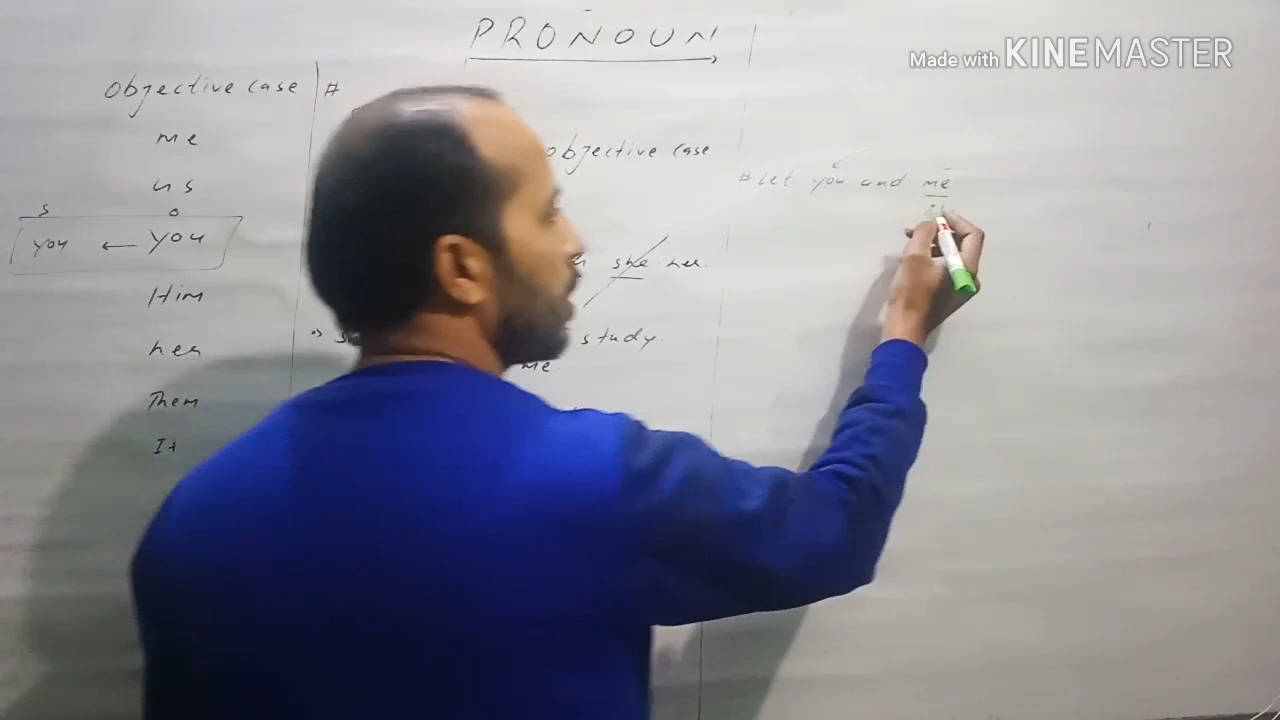 PRONOUN
Made with KINEMASTER
Objective case
me
us
S O
you ← you
Him
her
Them
It
#
objective case
she her.
study.
me
# Let you and me